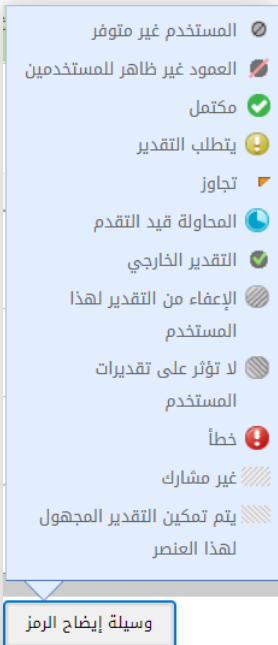 المستخدم غير متوفر
العمود غير ظاهر للمستخدمين
مكتمل
يتطلب التقدير
تجاوز
المحاولة قيد التقدم
التقدير الخارجي
الإعفاء من التقدير لهذا
المستخدم
لا تؤثر على تقديرات
المستخدم
خطأ
غير مشارك
يتم تمكين التقدير المجهول
لهذا العنصر
وسيلة إيضاح الرمز